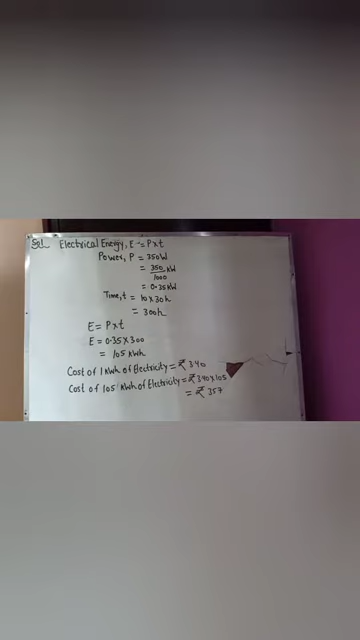 Sol.
Electrical Energy, E = P×t
Power, P = 350W
= 350/1000 KW
= 0.35KW
Time, t = 10×30h
= 300h
E = P×t
E = 0.35×300
= 105 KWh
Cost of 1 KWh of Electricity = ₹ 3.40
Cost of 105 KWh of Electricity = ₹ 3.40×105
= ₹ 357